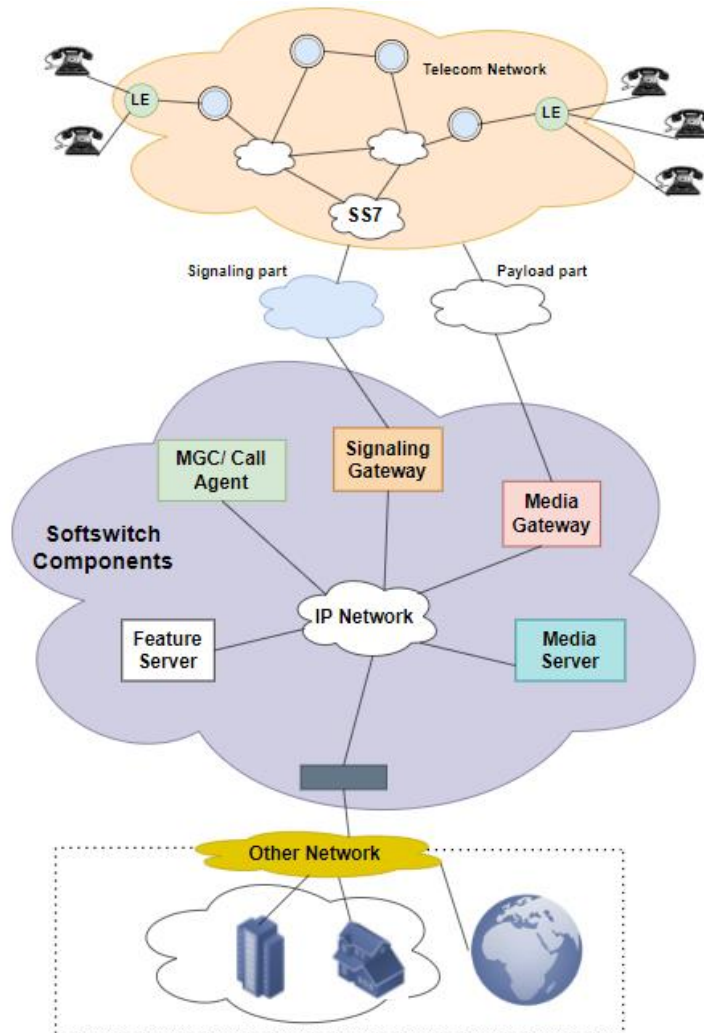 Telecom Network
LE
LE
SS7
Signaling part
Payload part
MGC/ Call
Agent
Signaling
Gateway
Media
Gateway
Softswitch
Components
IP Network
Feature
Server
Media
Server
Other Network